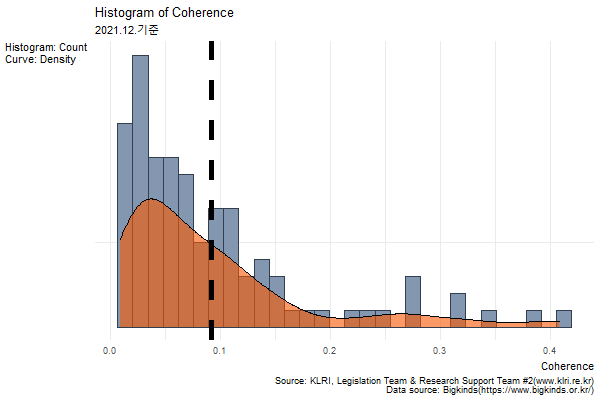 Histogram of Coherence
2021.12.기준
Histogram: Count
Curve: Density
0.0 0.1 0.2 0.3 0.4
Coherence
Source: KLRI, Legislation Team & Research Support Team #2(www.klri.re.kr)
Data source: Bigkinds(https://www.bigkinds.or.kr/)